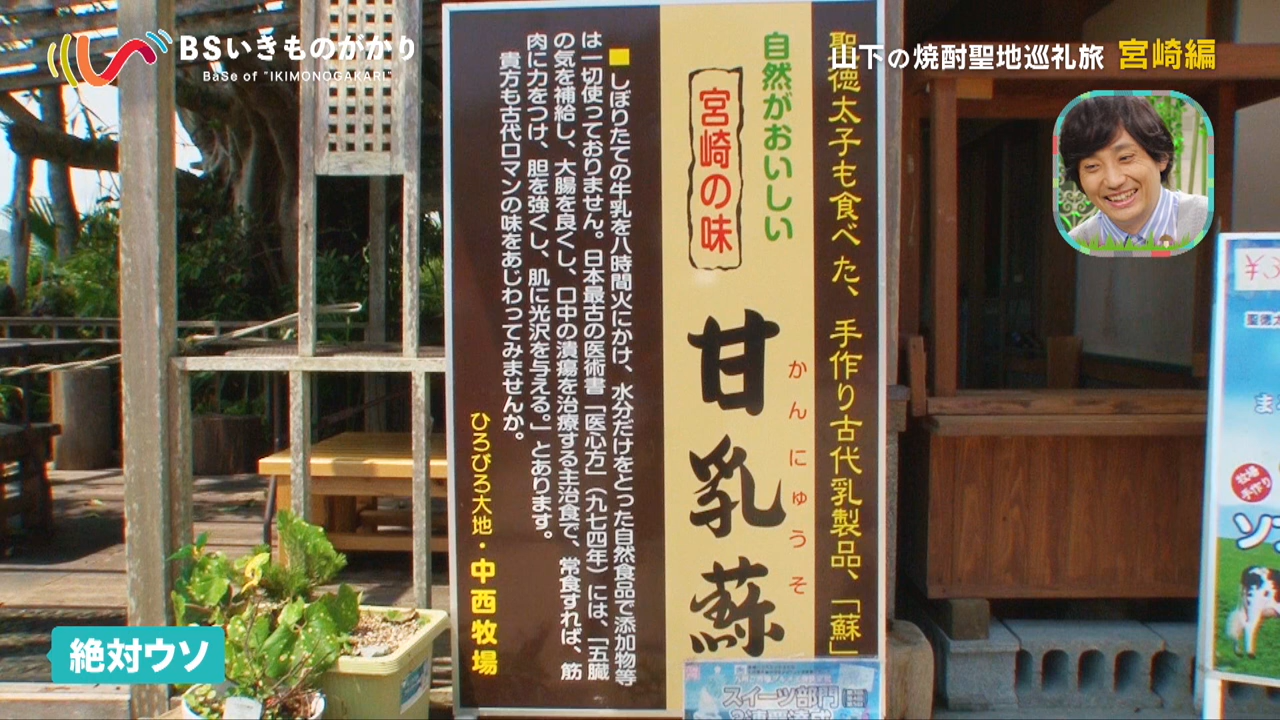 BSいきものがかり
BaSe of "IKIMONOGAKARI"
山下の焼酎聖地巡礼旅 宮崎編
聖徳太子も食べた、手作り古代乳製品、「蘇」
自然がおいしい
宮崎の味
甘乳蘇
かんにゅうそ
■しぼりたての牛乳を八時間火にかけ、水分だけをとった自然食品で添加物等
は一切使っておりません。日本最古の医術書「医心方」（九七四年）には、「五臓
の気を補給し、大腸を良くし、口中の潰瘍を治療する主治食で、常食すれば、筋
肉に力をつけ、胆を強くし、肌に光沢を与える。」とあります。
貴方も古代ロマンの味をあじわってみませんか。
ひろびろ大地・中西牧場
スイーツ部門
牧場
手作り
ソフ
絶対ウソ